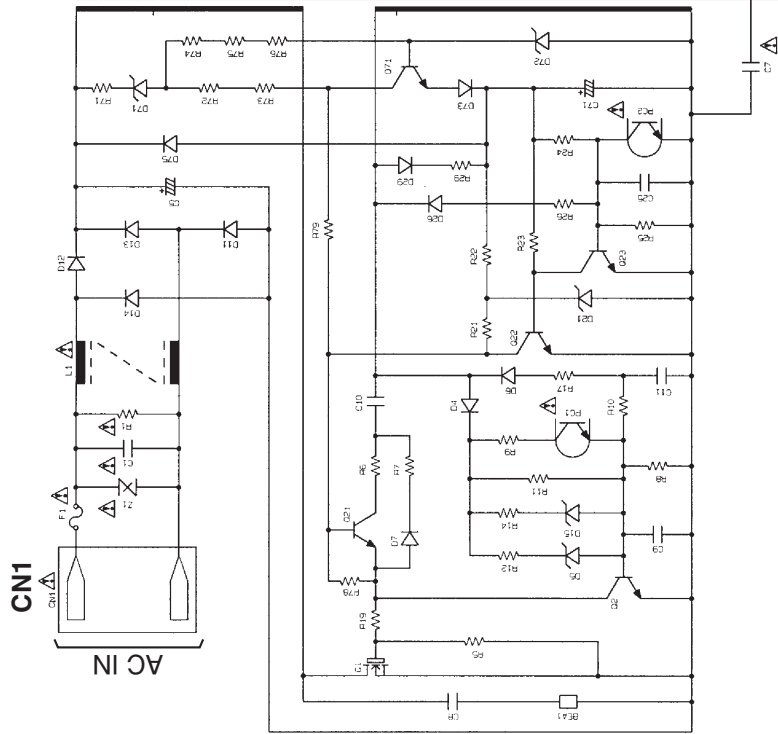 CN1
AC IN
CN1
F1
Z1
C1
R1
L1
D14
D12
D13
D11
C5
D75
R71
D71
R72
R73
R74
R75
R76
Q71
D72
D73
C71
R79
D29
R29
D26
R22
R21
R23
R24
R26
PC2
C25
R25
Q23
D21
Q22
C7
C10
R6
R7
Q21
D7
R78
R19
Q1
R5
D4
D6
R17
C11
R10
R9
PC1
R11
R14
D15
R12
D5
R8
C9
Q2
C8
BEA1